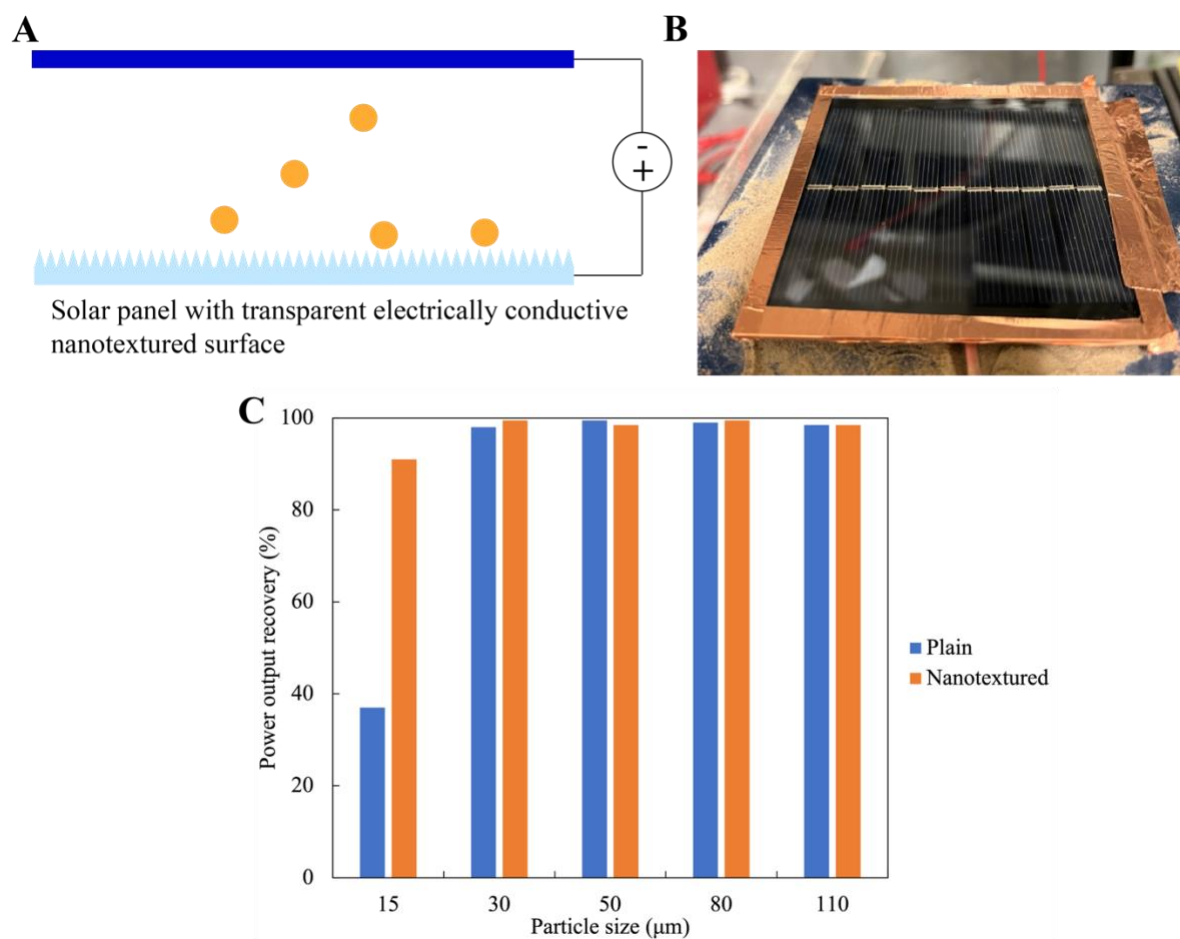 A
B
-
+
Solar panel with transparent electrically conductive
nanotextured surface
C
Power output recovery (%)
100
80
60
40
20
0
15 30 50 80 110
Particle size (μm)
Plain
Nanotextured